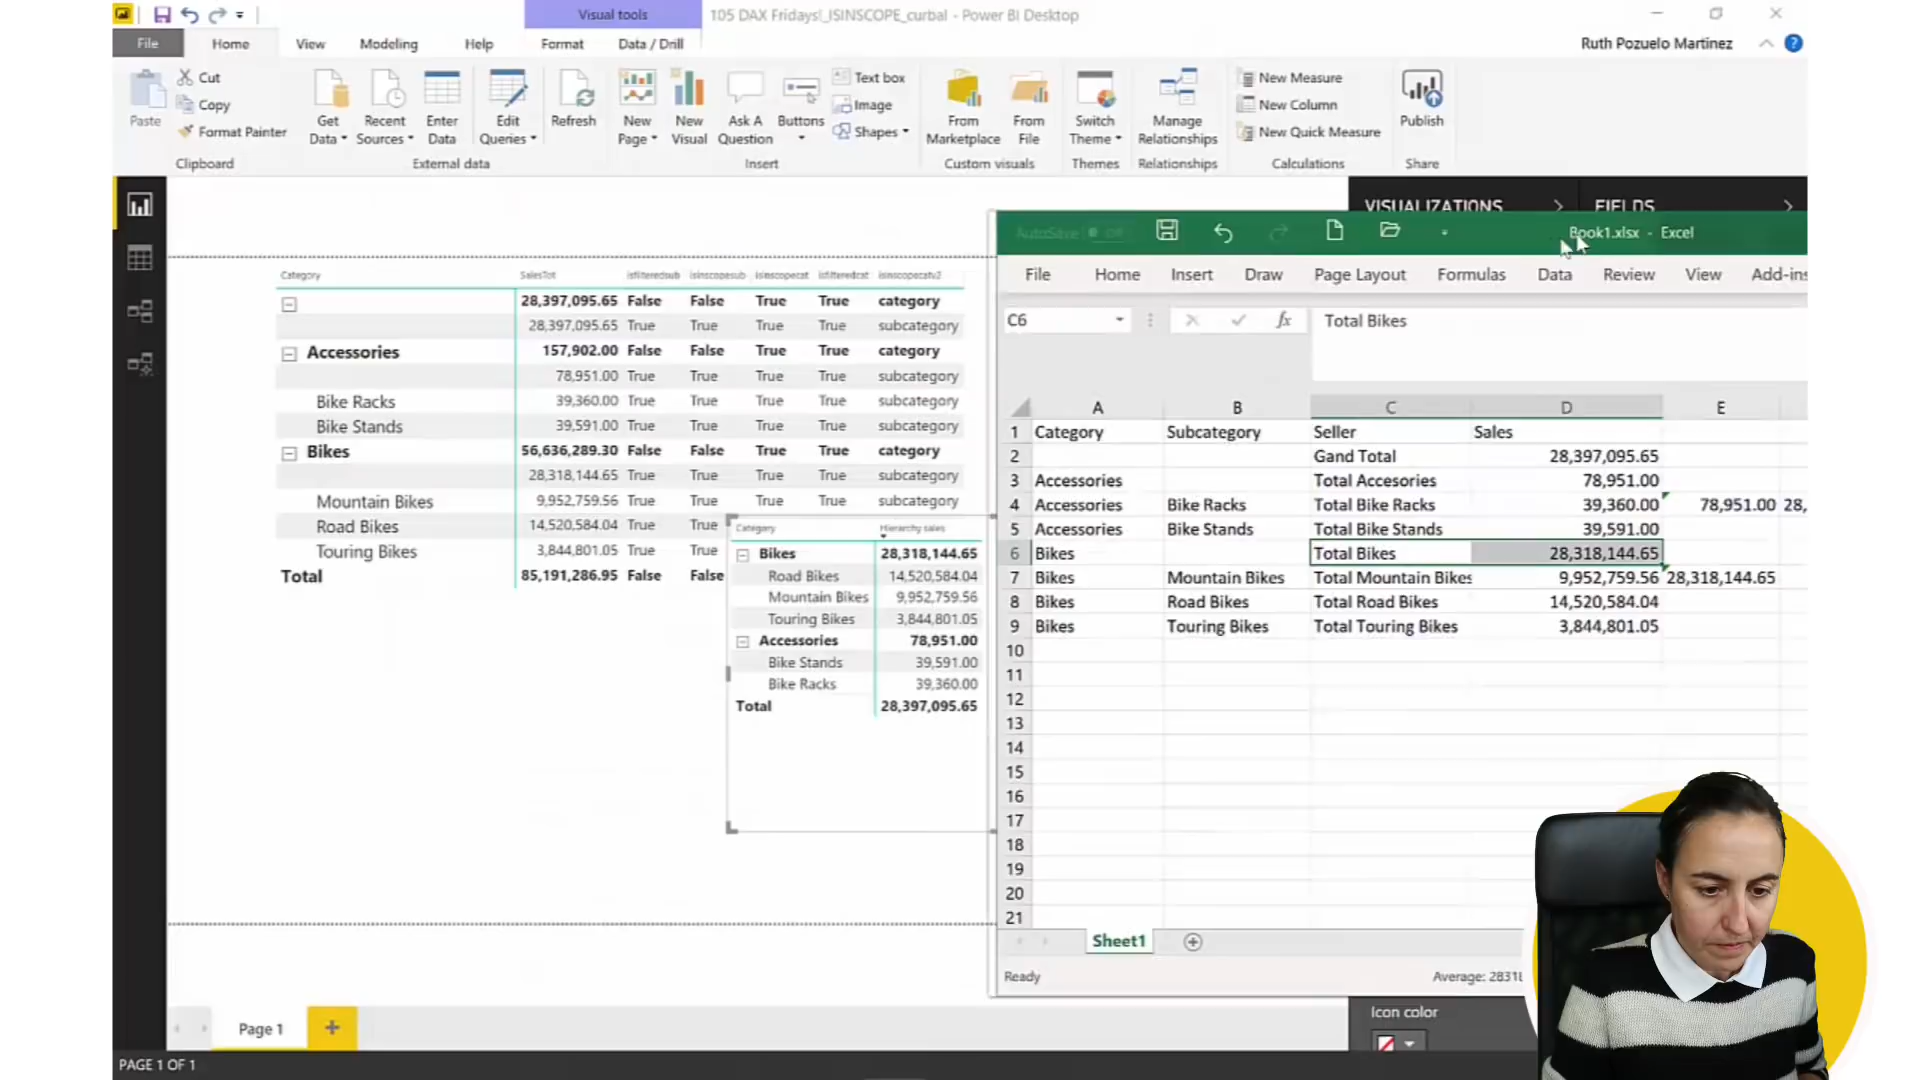 Visual tools
105 DAX Fridays!_ISINSCOPE_curbal - Power BI Desktop
File Home View Modeling Help Format Data / Drill
Ruth Pozuelo Martinez
Paste
Cut
Copy
Format Painter
Clipboard
Get Data
Recent Sources
Enter Data
Edit Queries
Refresh
External data
New Page
New Visual
Ask A Question
Buttons
Text box
Image
Shapes
Insert
From Marketplace
From File
Custom visuals
Switch Theme
Themes
Manage Relationships
Relationships
New Measure
New Column
New Quick Measure
Calculations
Publish
Share
VISUALIZATIONS
FIELDS
Category SalesTot isfilteredsub isinscopesub isinscopecat isfilteredcat isinscopecatv2
28,397,095.65 False False True True category
28,397,095.65 True True True True subcategory
Accessories 157,902.00 False False True True category
78,951.00 True True True True subcategory
Bike Racks 39,360.00 True True True True subcategory
Bike Stands 39,591.00 True True True True subcategory
Bikes 56,636,289.30 False False True True category
28,318,144.65 True True True True subcategory
Mountain Bikes 9,952,759.56 True True True True subcategory
Road Bikes 14,520,584.04 True True
Touring Bikes 3,844,801.05 True True
Total 85,191,286.95 False False
Category Hierarchy sales
Bikes 28,318,144.65
Road Bikes 14,520,584.04
Mountain Bikes 9,952,759.56
Touring Bikes 3,844,801.05
Accessories 78,951.00
Bike Stands 39,591.00
Bike Racks 39,360.00
Total 28,397,095.65
AutoSave Off
Book1.xlsx - Excel
File Home Insert Draw Page Layout Formulas Data Review View Add-ins
C6 fx Total Bikes
A B C D E
1 Category Subcategory Seller Sales
2 Gand Total 28,397,095.65
3 Accessories Total Accesories 78,951.00
4 Accessories Bike Racks Total Bike Racks 39,360.00 78,951.00 28,
5 Accessories Bike Stands Total Bike Stands 39,591.00
6 Bikes Total Bikes 28,318,144.65
7 Bikes Mountain Bikes Total Mountain Bikes 9,952,759.56 28,318,144.65
8 Bikes Road Bikes Total Road Bikes 14,520,584.04
9 Bikes Touring Bikes Total Touring Bikes 3,844,801.05
10
11
12
13
14
15
16
17
18
19
20
21
Sheet1
Ready
Average: 2831
Icon color
Page 1
PAGE 1 OF 1